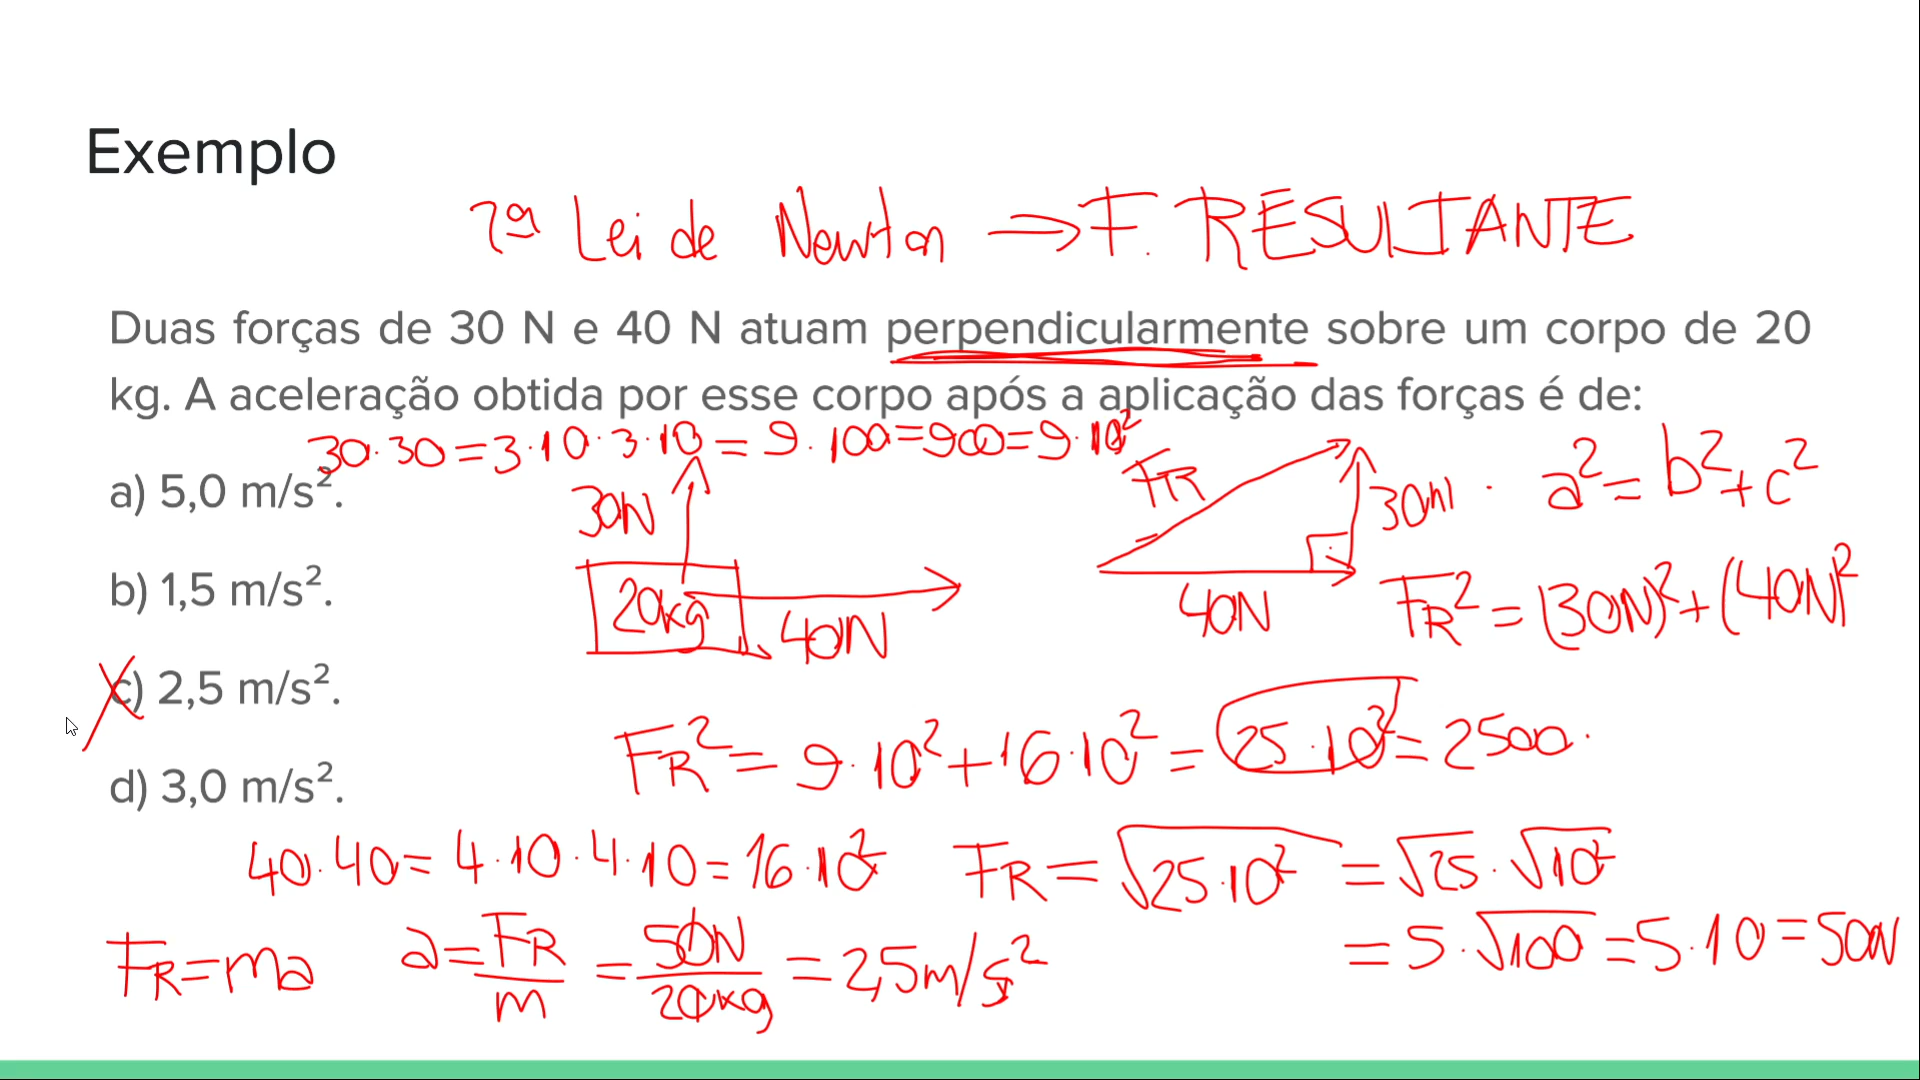 Exemplo
2ª Lei de Newton ⇒ F. RESULTANTE
Duas forças de 30 N e 40 N atuam perpendicularmente sobre um corpo de 20
kg. A aceleração obtida por esse corpo após a aplicação das forças é de:
30·30=3·10·3·10=9·100=900=9·10²
a) 5,0 m/s².
30N
FR
30N
a²=b²+c²
b) 1,5 m/s².
20kg
40N
40N
FR²=(30N)²+(40N)²
c) 2,5 m/s².
FR²=9·10²+16·10²=25·10²=2500.
d) 3,0 m/s².
40·40=4·10·4·10=16·10²
FR=√25·10²=√25·√10²
=5·√100=5·10=50N
FR=ma
a=FR/m=50N/20kg=2,5m/s²